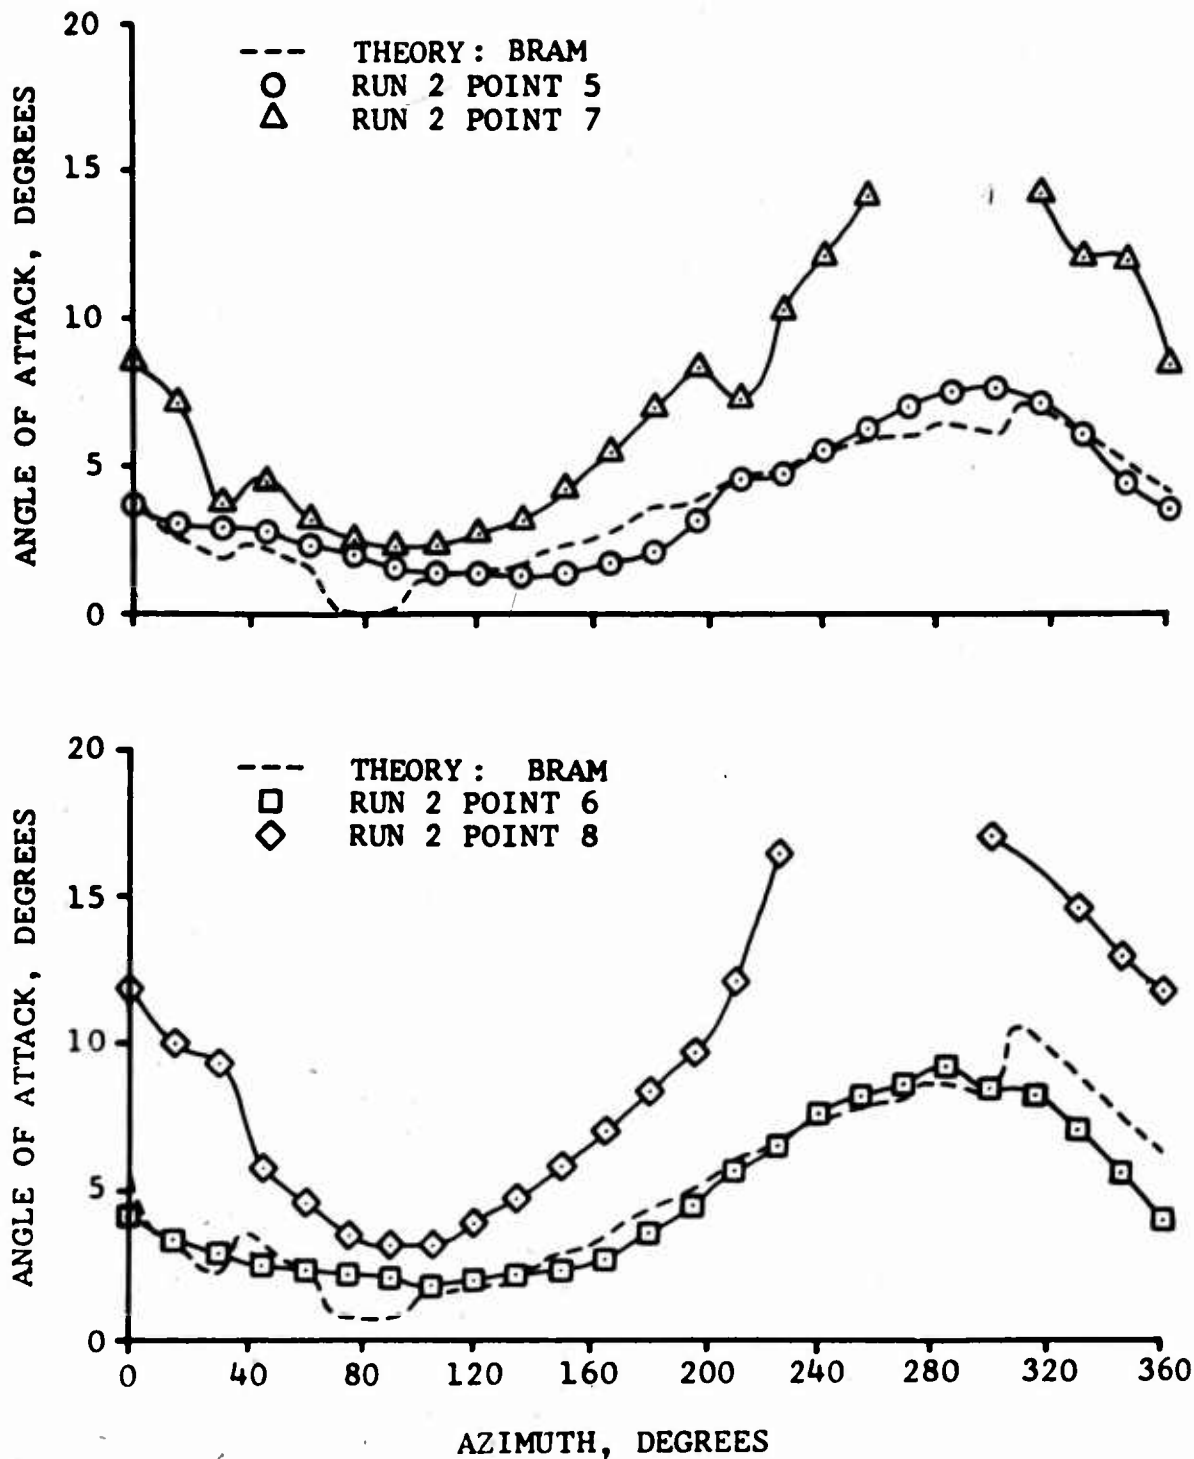 20
--- THEORY: BRAM
RUN 2 POINT 5
RUN 2 POINT 7
15
10
5
0
ANGLE OF ATTACK, DEGREES
20
--- THEORY: BRAM
RUN 2 POINT 6
RUN 2 POINT 8
15
10
5
0
ANGLE OF ATTACK, DEGREES
0 40 80 120 160 200 240 280 320 360
AZIMUTH, DEGREES